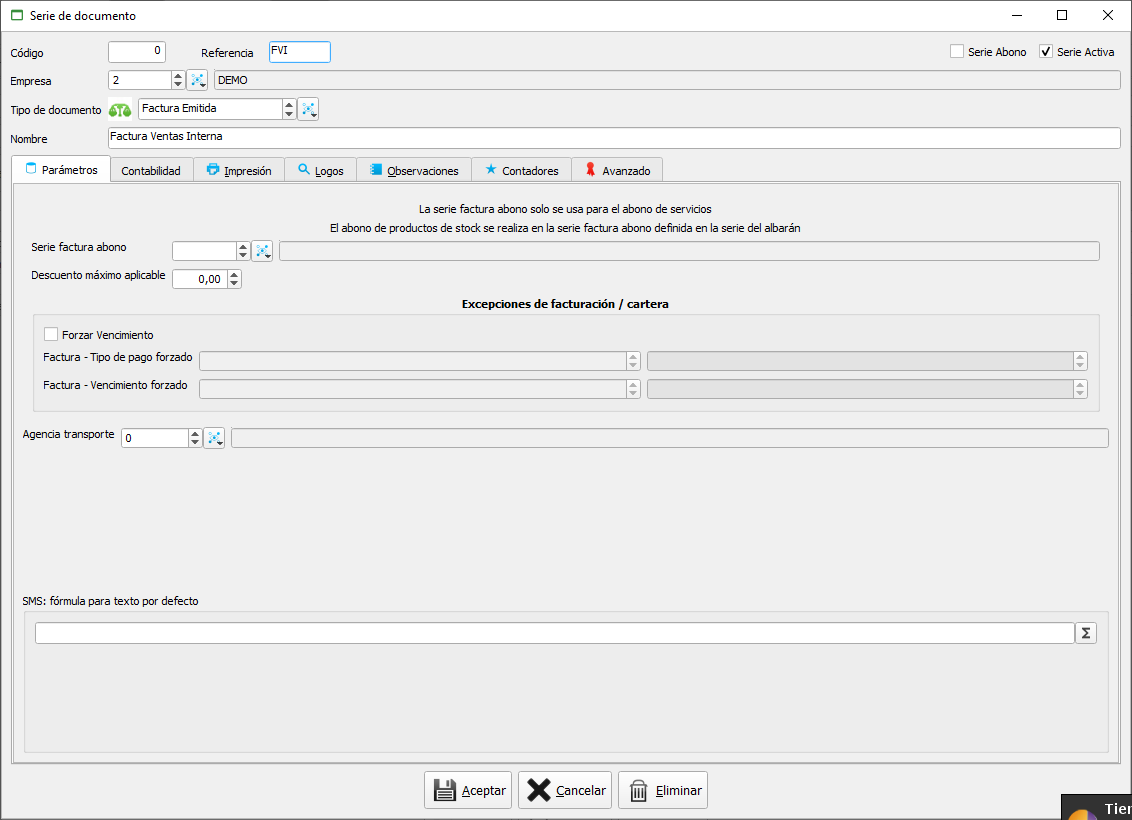 Serie de documento
Código 0 Referencia FVI Serie Abono Serie Activa
Empresa 2 DEMO
Tipo de documento Factura Emitida
Nombre Factura Ventas Interna
Parámetros Contabilidad Impresión Logos Observaciones Contadores Avanzado
La serie factura abono solo se usa para el abono de servicios
El abono de productos de stock se realiza en la serie factura abono definida en la serie del albarán
Serie factura abono
Descuento máximo aplicable 0,00
Excepciones de facturación / cartera
Forzar Vencimiento
Factura - Tipo de pago forzado
Factura - Vencimiento forzado
Agencia transporte 0
SMS: fórmula para texto por defecto
Σ
Aceptar Cancelar Eliminar